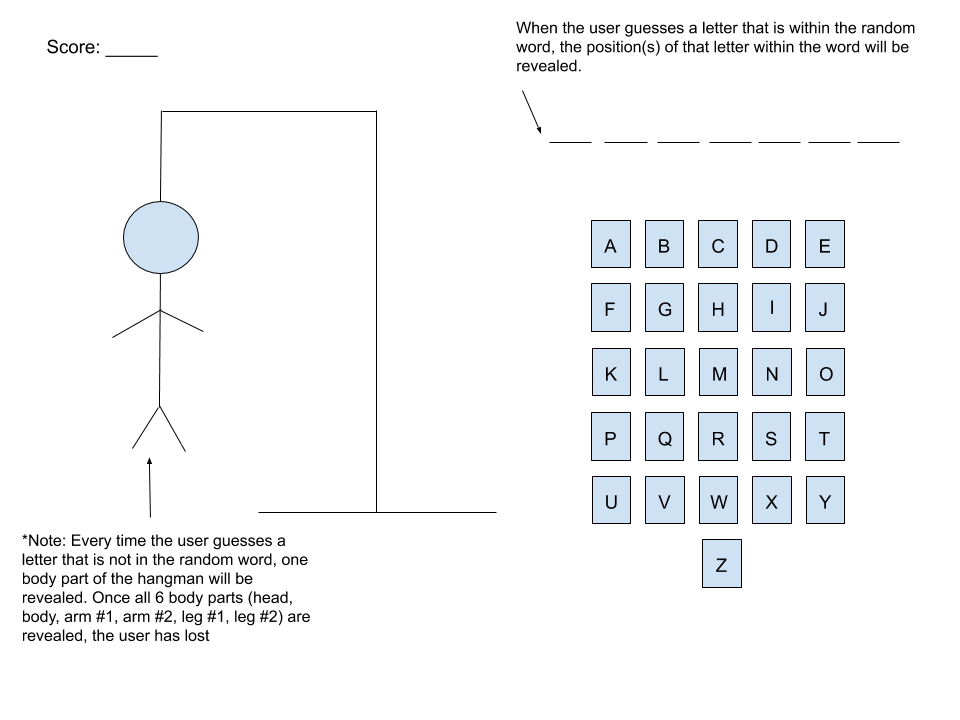 Score: _____
When the user guesses a letter that is within the random
word, the position(s) of that letter within the word will be
revealed.
A B C D E
F G H I J
K L M N O
P Q R S T
U V W X Y
Z
*Note: Every time the user guesses a
letter that is not in the random word, one
body part of the hangman will be
revealed. Once all 6 body parts (head,
body, arm #1, arm #2, leg #1, leg #2) are
revealed, the user has lost